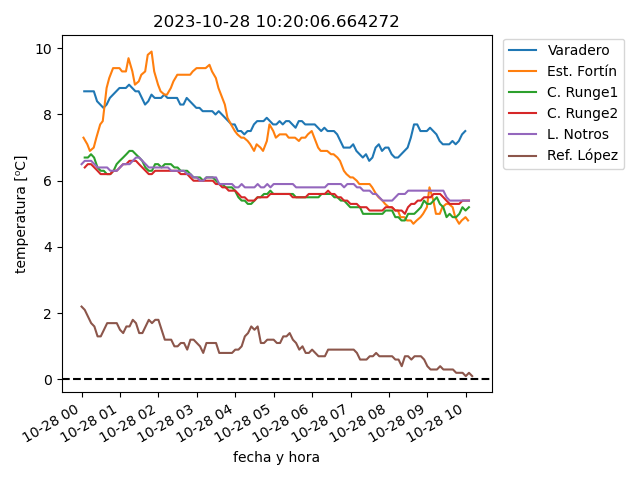 2023-10-28 10:20:06.664272
temperatura [°C]
10
8
6
4
2
0
10-28 00
10-28 01
10-28 02
10-28 03
10-28 04
10-28 05
10-28 06
10-28 07
10-28 08
10-28 09
10-28 10
fecha y hora
Varadero
Est. Fortín
C. Runge1
C. Runge2
L. Notros
Ref. López